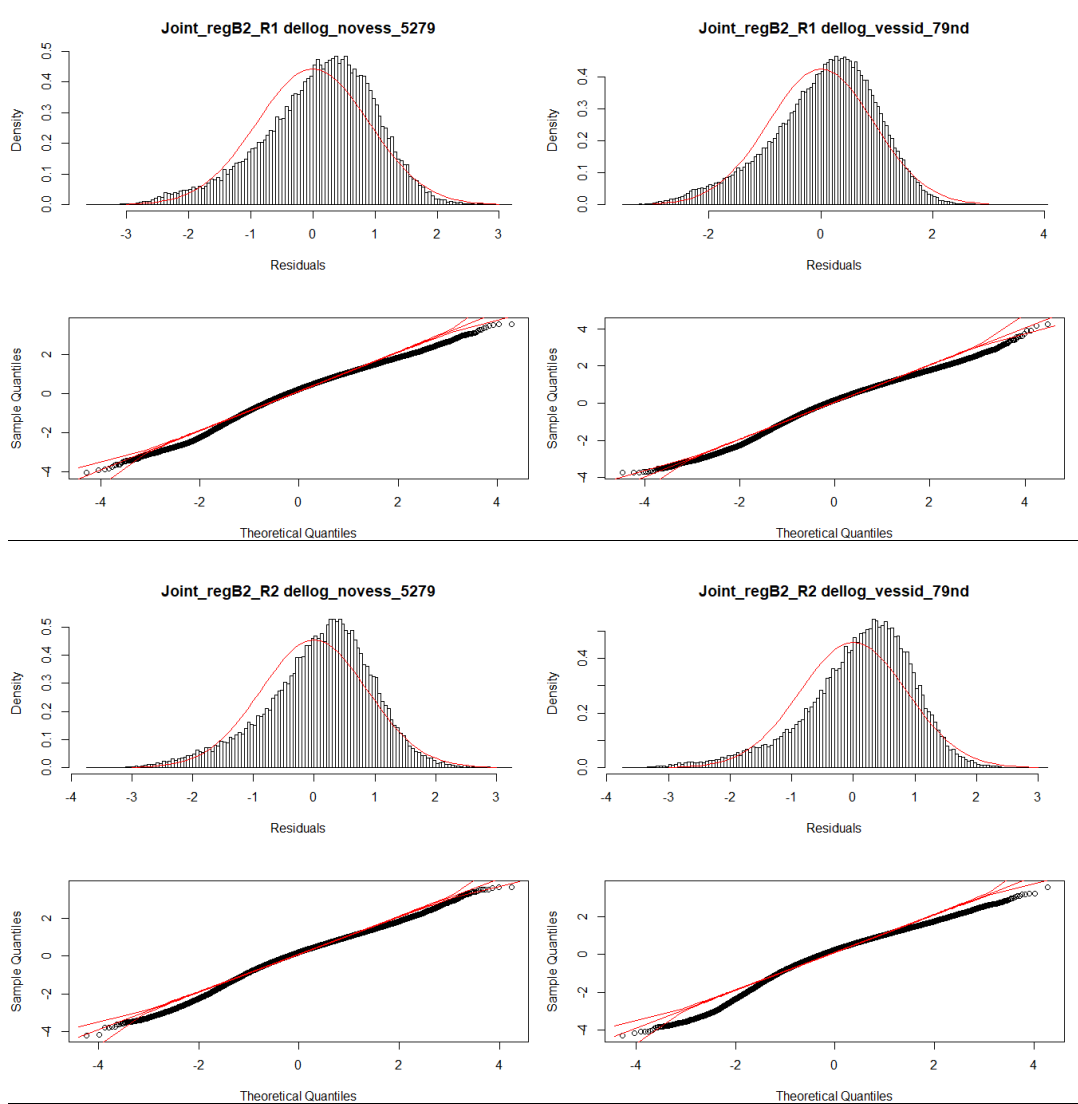 Joint_regB2_R1 dellog_novess_5279
Density
0.0 0.1 0.2 0.3 0.4 0.5
-3 -2 -1 0 1 2 3
Residuals
Joint_regB2_R1 dellog_vessid_79nd
Density
0.0 0.1 0.2 0.3 0.4
-2 0 2 4
Residuals
Sample Quantiles
-4 -2 0 2
-4 -2 0 2 4
Theoretical Quantiles
Sample Quantiles
-4 -2 0 2 4
-4 -2 0 2 4
Theoretical Quantiles
Joint_regB2_R2 dellog_novess_5279
Density
0.0 0.1 0.2 0.3 0.4 0.5
-4 -3 -2 -1 0 1 2 3
Residuals
Joint_regB2_R2 dellog_vessid_79nd
Density
0.0 0.2 0.4
-4 -3 -2 -1 0 1 2 3
Residuals
Sample Quantiles
-4 -2 0 2
-4 -2 0 2 4
Theoretical Quantiles
Sample Quantiles
-4 -2 0 2
-4 -2 0 2 4
Theoretical Quantiles